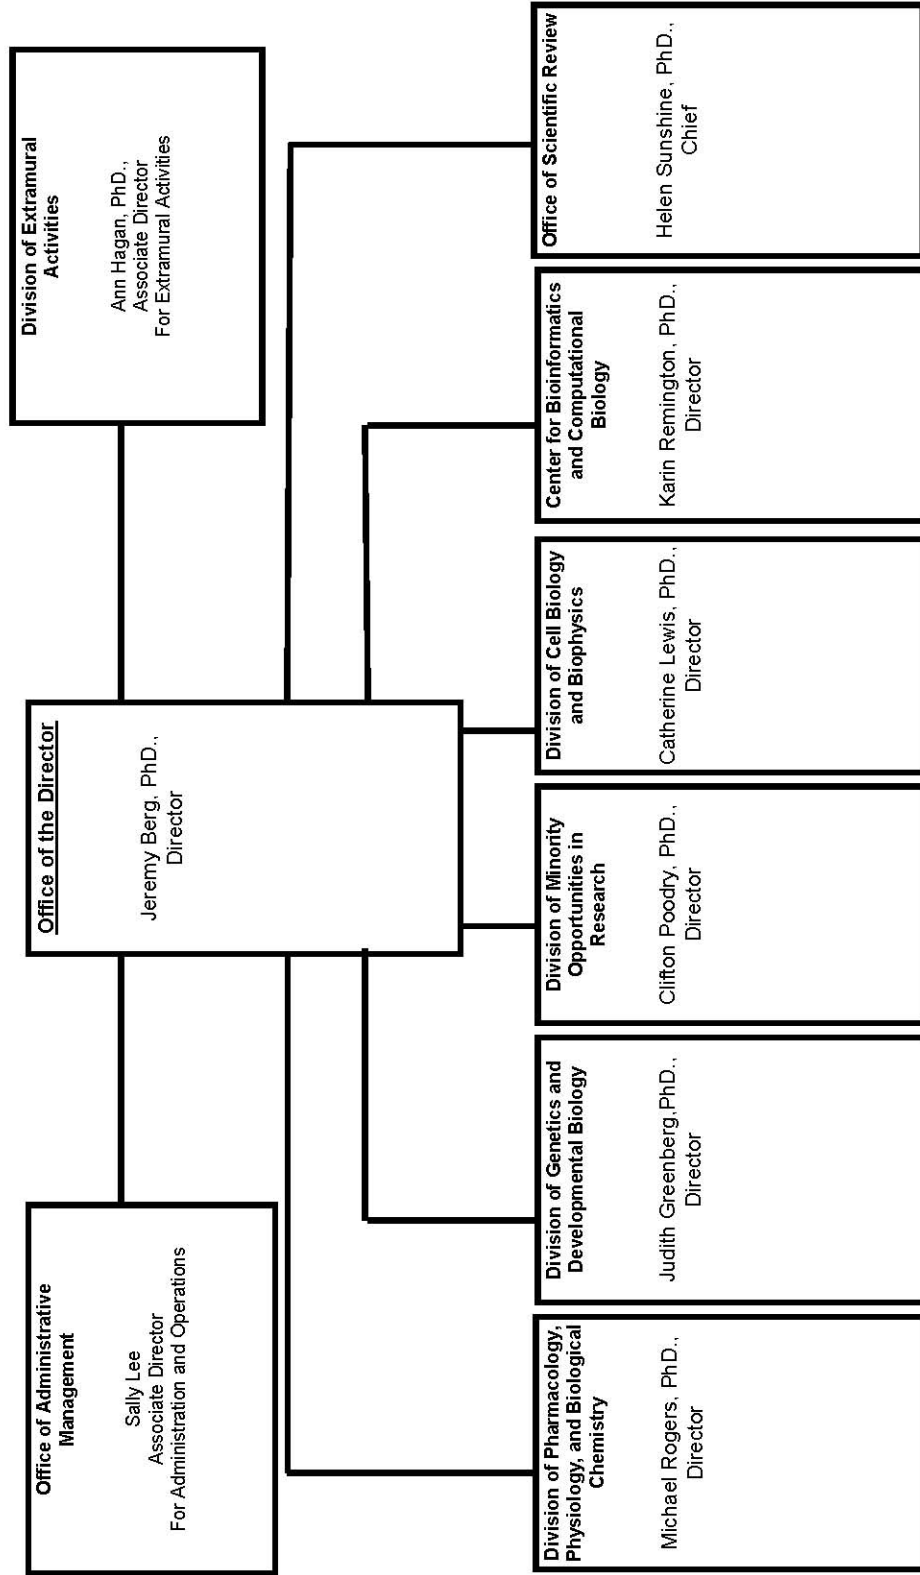 Office of Administrative
Management
Sally Lee
Associate Director
For Administration and Operations
Office of the Director
Jeremy Berg, PhD.,
Director
Division of Extramural
Activities
Ann Hagan, PhD.,
Associate Director
For Extramural Activities
Division of Pharmacology,
Physiology, and Biological
Chemistry
Michael Rogers, PhD.,
Director
Division of Genetics and
Developmental Biology
Judith Greenberg,PhD.,
Director
Division of Minority
Opportunities in
Research
Clifton Poodry, PhD.,
Director
Division of Cell Biology
and Biophysics
Catherine Lewis, PhD.,
Director
Center for Bioinformatics
and Computational
Biology
Karin Remington, PhD.,
Director
Office of Scientific Review
Helen Sunshine, PhD.,
Chief